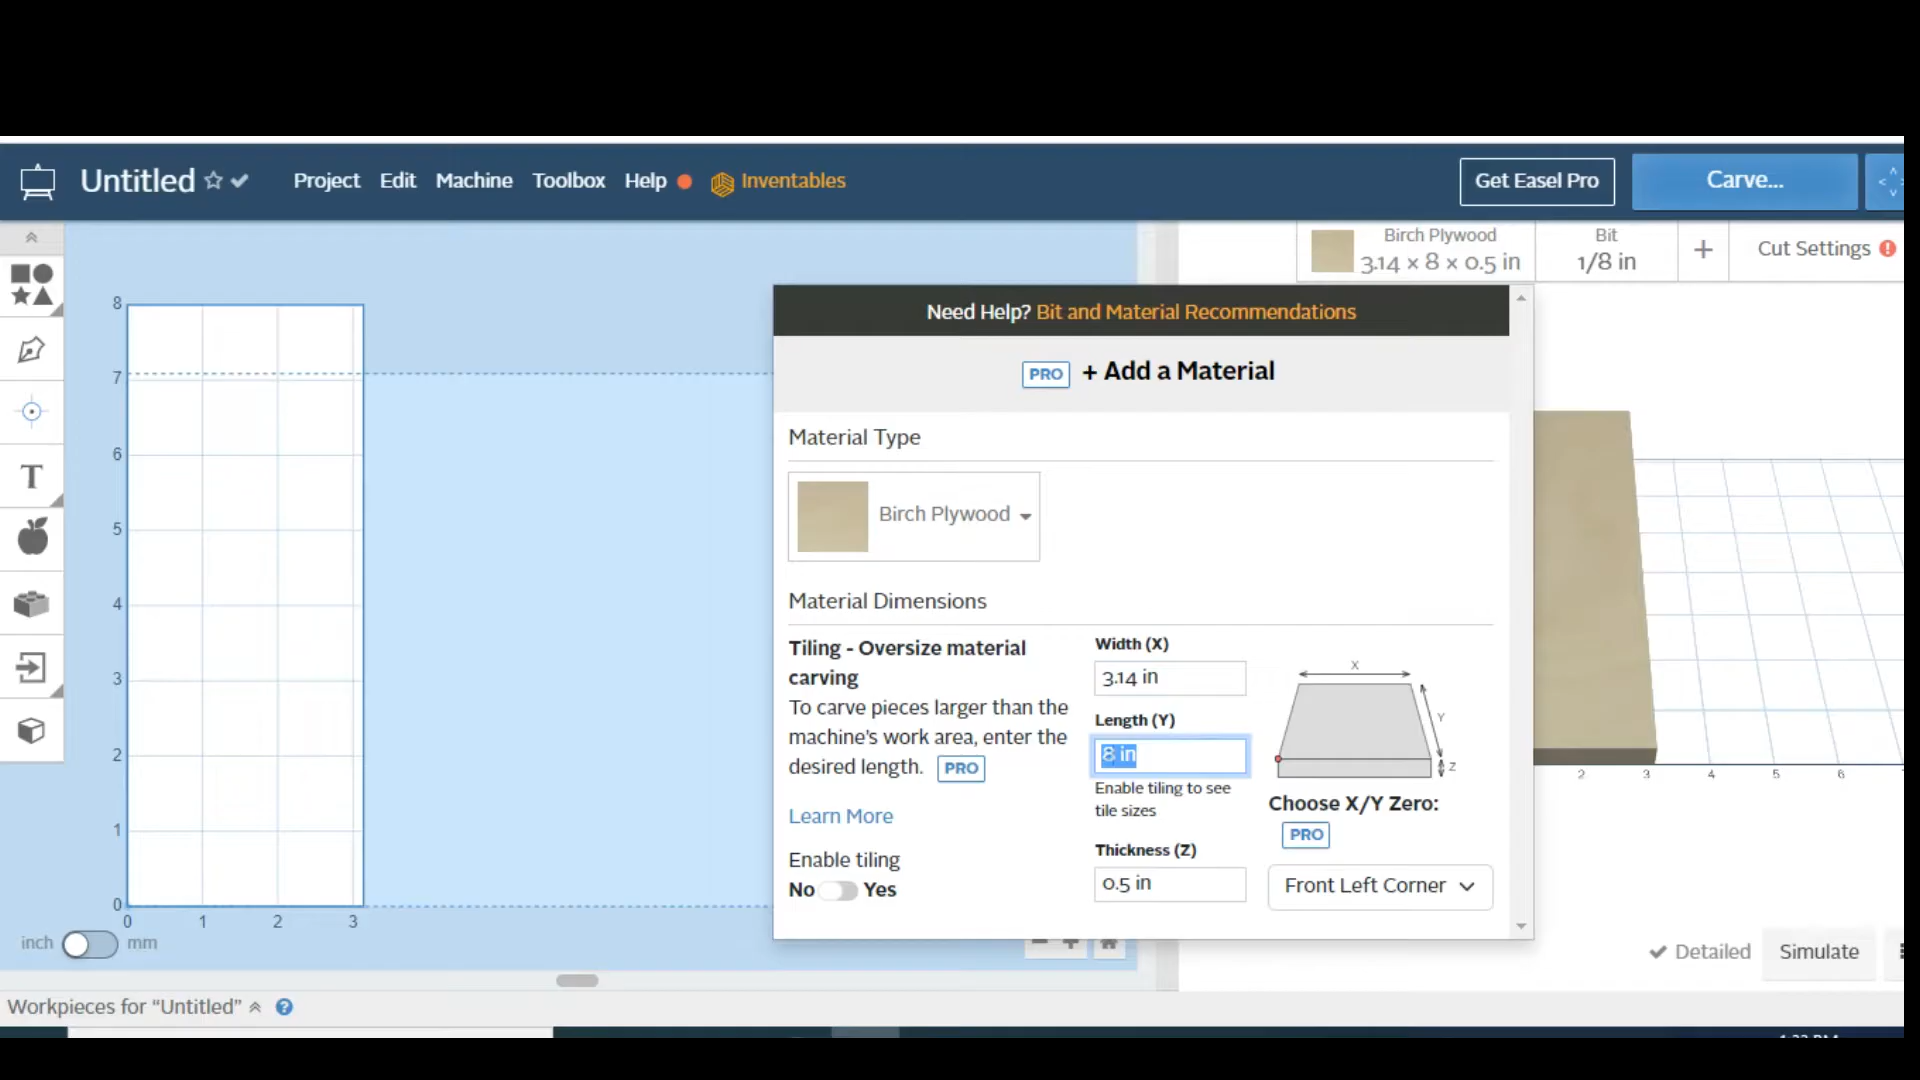 Untitled
Project Edit Machine Toolbox Help Inventables
Get Easel Pro
Carve...
Birch Plywood
3.14 × 8 × 0.5 in
Bit
1/8 in
+
Cut Settings
Need Help? Bit and Material Recommendations
PRO + Add a Material
Material Type
Birch Plywood
Material Dimensions
Tiling - Oversize material
carving
To carve pieces larger than the
machine's work area, enter the
desired length. PRO
Learn More
Enable tiling
No Yes
Width (X)
3.14 in
Length (Y)
8 in
Enable tiling to see
tile sizes
Thickness (Z)
0.5 in
X
Y
Z
Choose X/Y Zero:
PRO
Front Left Corner
8
7
6
5
4
3
2
1
0
0 1 2 3
inch mm
T
2 3 4 5 6
Detailed
Simulate
Workpieces for “Untitled” ?